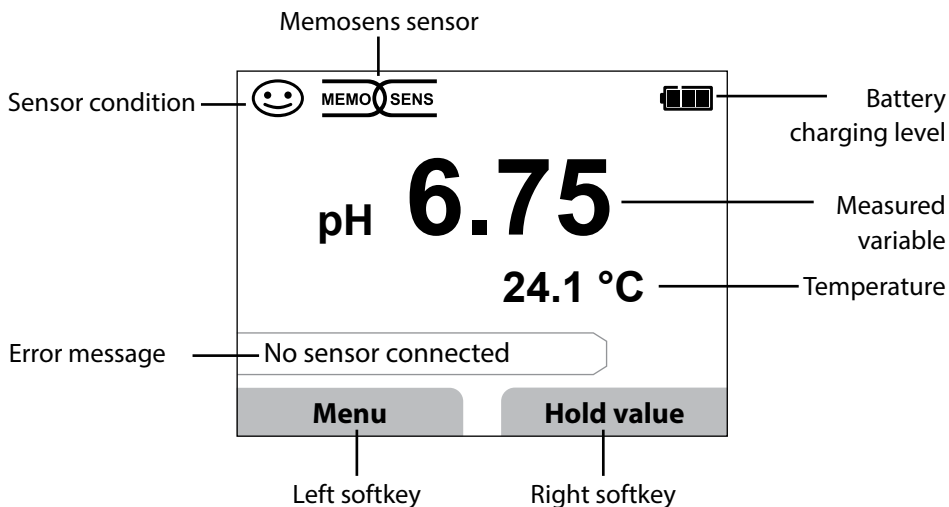 Memosens sensor
Sensor condition
MEMO SENS
Battery
charging level
pH 6.75
Measured
variable
24.1 °C
Temperature
Error message
No sensor connected
Menu
Hold value
Left softkey
Right softkey